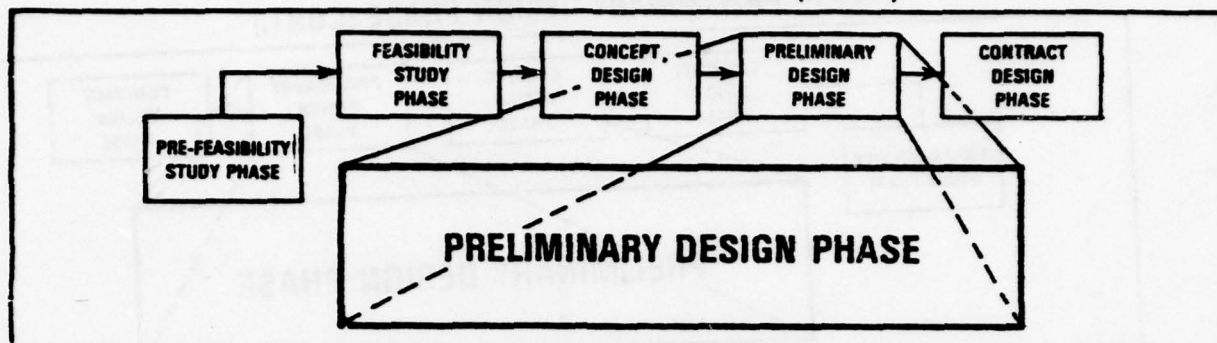 FEASIBILITY
STUDY
PHASE
CONCEPT
DESIGN
PHASE
PRELIMINARY
DESIGN
PHASE
CONTRACT
DESIGN
PHASE
PRE-FEASIBILITY
STUDY PHASE
PRELIMINARY DESIGN PHASE